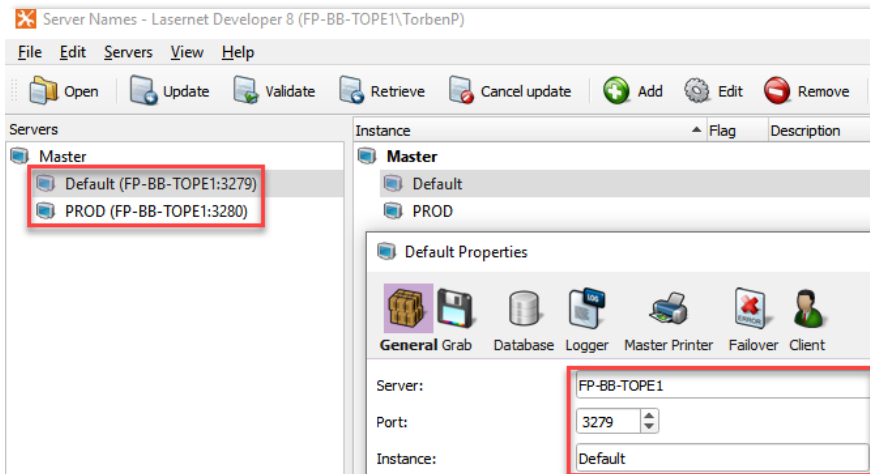 Server Names - Lasernet Developer 8 (FP-BB-TOPE1\TorbenP)
File Edit Servers View Help
Open Update Validate Retrieve Cancel update Add Edit Remove
Servers Instance Flag Description
Master Master
Default (FP-BB-TOPE1:3279) Default
PROD (FP-BB-TOPE1:3280) PROD
Default Properties
LOG ERROR
General Grab Database Logger Master Printer Failover Client
Server: FP-BB-TOPE1
Port: 3279
Instance: Default